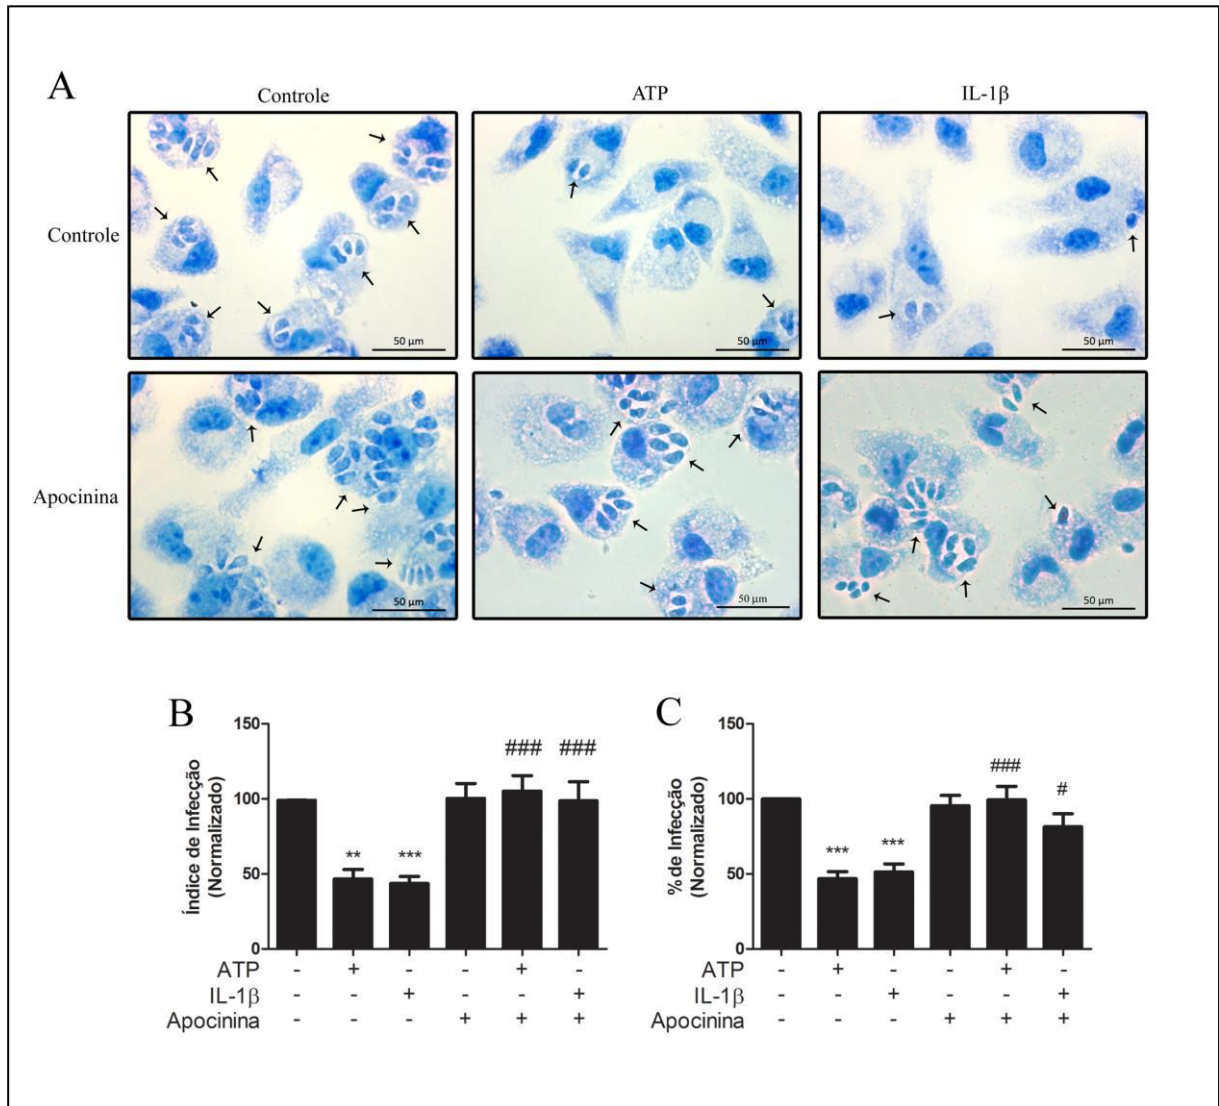 A
Controle ATP IL-1β
Controle
50 µm 50 µm 50 µm
Apocinina
50 µm 50 µm 50 µm
B
150
100
50
0
Índice de Infecção
(Normalizado)
** *** ### ###
ATP - + - - + -
IL-1β - - + - - +
Apocinina - - - + + +
C
150
100
50
0
% de Infecção
(Normalizado)
*** *** ### #
ATP - + - - + -
IL-1β - - + - - +
Apocinina - - - + + +